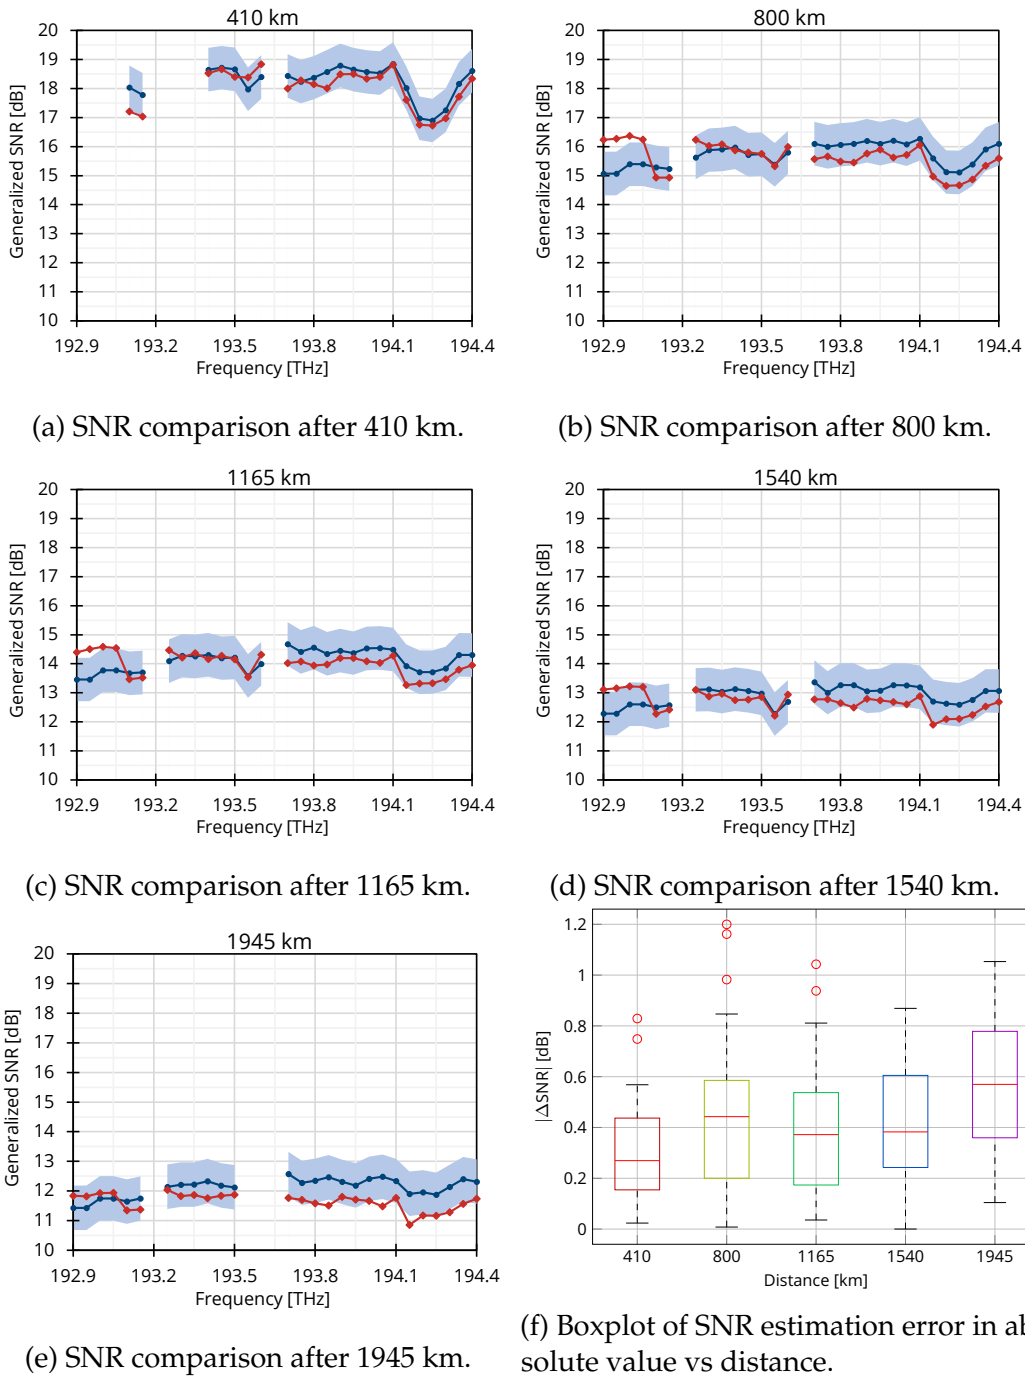 410 km
20
19
18
17
16
15
14
13
12
11
10
Generalized SNR [dB]
192.9 193.2 193.5 193.8 194.1 194.4
Frequency [THz]
(a) SNR comparison after 410 km.
800 km
20
19
18
17
16
15
14
13
12
11
10
Generalized SNR [dB]
192.9 193.2 193.5 193.8 194.1 194.4
Frequency [THz]
(b) SNR comparison after 800 km.
1165 km
20
19
18
17
16
15
14
13
12
11
10
Generalized SNR [dB]
192.9 193.2 193.5 193.8 194.1 194.4
Frequency [THz]
(c) SNR comparison after 1165 km.
1540 km
20
19
18
17
16
15
14
13
12
11
10
Generalized SNR [dB]
192.9 193.2 193.5 193.8 194.1 194.4
Frequency [THz]
(d) SNR comparison after 1540 km.
1945 km
20
19
18
17
16
15
14
13
12
11
10
Generalized SNR [dB]
192.9 193.2 193.5 193.8 194.1 194.4
Frequency [THz]
(e) SNR comparison after 1945 km.
1.2
1
0.8
0.6
0.4
0.2
0
|ΔSNR| [dB]
410 800 1165 1540 1945
Distance [km]
(f) Boxplot of SNR estimation error in ab
solute value vs distance.